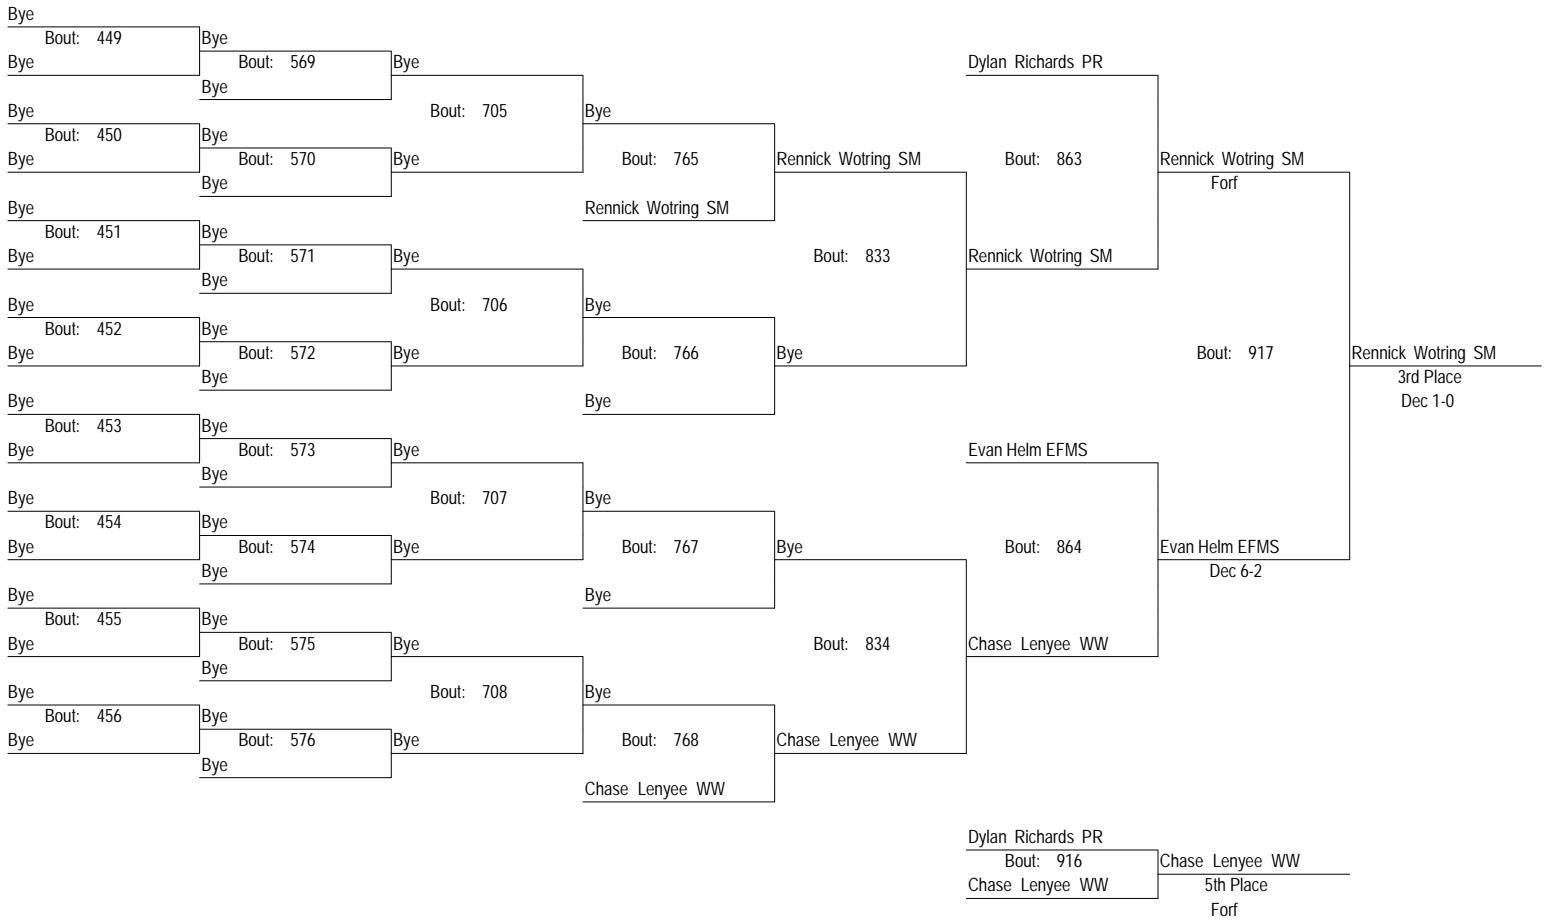 Bye
Bout: 449
Bye
Bye
Bout: 569
Bye
Bye
Bout: 450
Bye
Bye
Bout: 570
Bye
Bye
Bout: 705
Bye
Bye
Bout: 451
Bye
Bye
Bout: 571
Bye
Bye
Bout: 452
Bye
Bye
Bout: 572
Bye
Bye
Bout: 706
Bye
Bye
Bout: 453
Bye
Bye
Bout: 573
Bye
Bye
Bout: 454
Bye
Bye
Bout: 574
Bye
Bye
Bout: 707
Bye
Bye
Bout: 455
Bye
Bye
Bout: 575
Bye
Bye
Bout: 456
Bye
Bye
Bout: 576
Bye
Bye
Bout: 708
Bye
Bye
Bout: 765
Rennick Wotring SM
Bye
Bout: 766
Bye
Bye
Bout: 767
Bye
Bye
Bout: 768
Chase Lenyee WW
Rennick Wotring SM
Bout: 833
Bye
Bye
Bout: 834
Chase Lenyee WW
Dylan Richards PR
Bout: 863
Rennick Wotring SM
Evan Helm EFMS
Bout: 864
Chase Lenyee WW
Rennick Wotring SM
Forf
Bout: 917
Evan Helm EFMS
Dec 6-2
Rennick Wotring SM
3rd Place
Dec 1-0
Dylan Richards PR
Bout: 916
Chase Lenyee WW
Chase Lenyee WW
5th Place
Forf